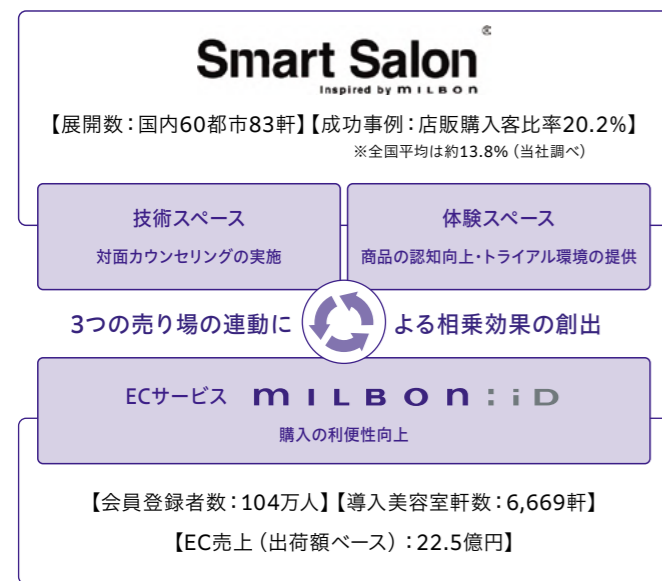 Smart Salon®
Inspired by MILBON
【展開数：国内60都市83軒】【成功事例：店販購入客比率20.2%】
※全国平均は約13.8%（当社調べ）
技術スペース
対面カウンセリングの実施
体験スペース
商品の認知向上・トライアル環境の提供
3つの売り場の連動に よる相乗効果の創出
ECサービス MILBON:iD
購入の利便性向上
【会員登録者数：104万人】【導入美容室軒数：6,669軒】
【EC売上（出荷額ベース）：22.5億円】